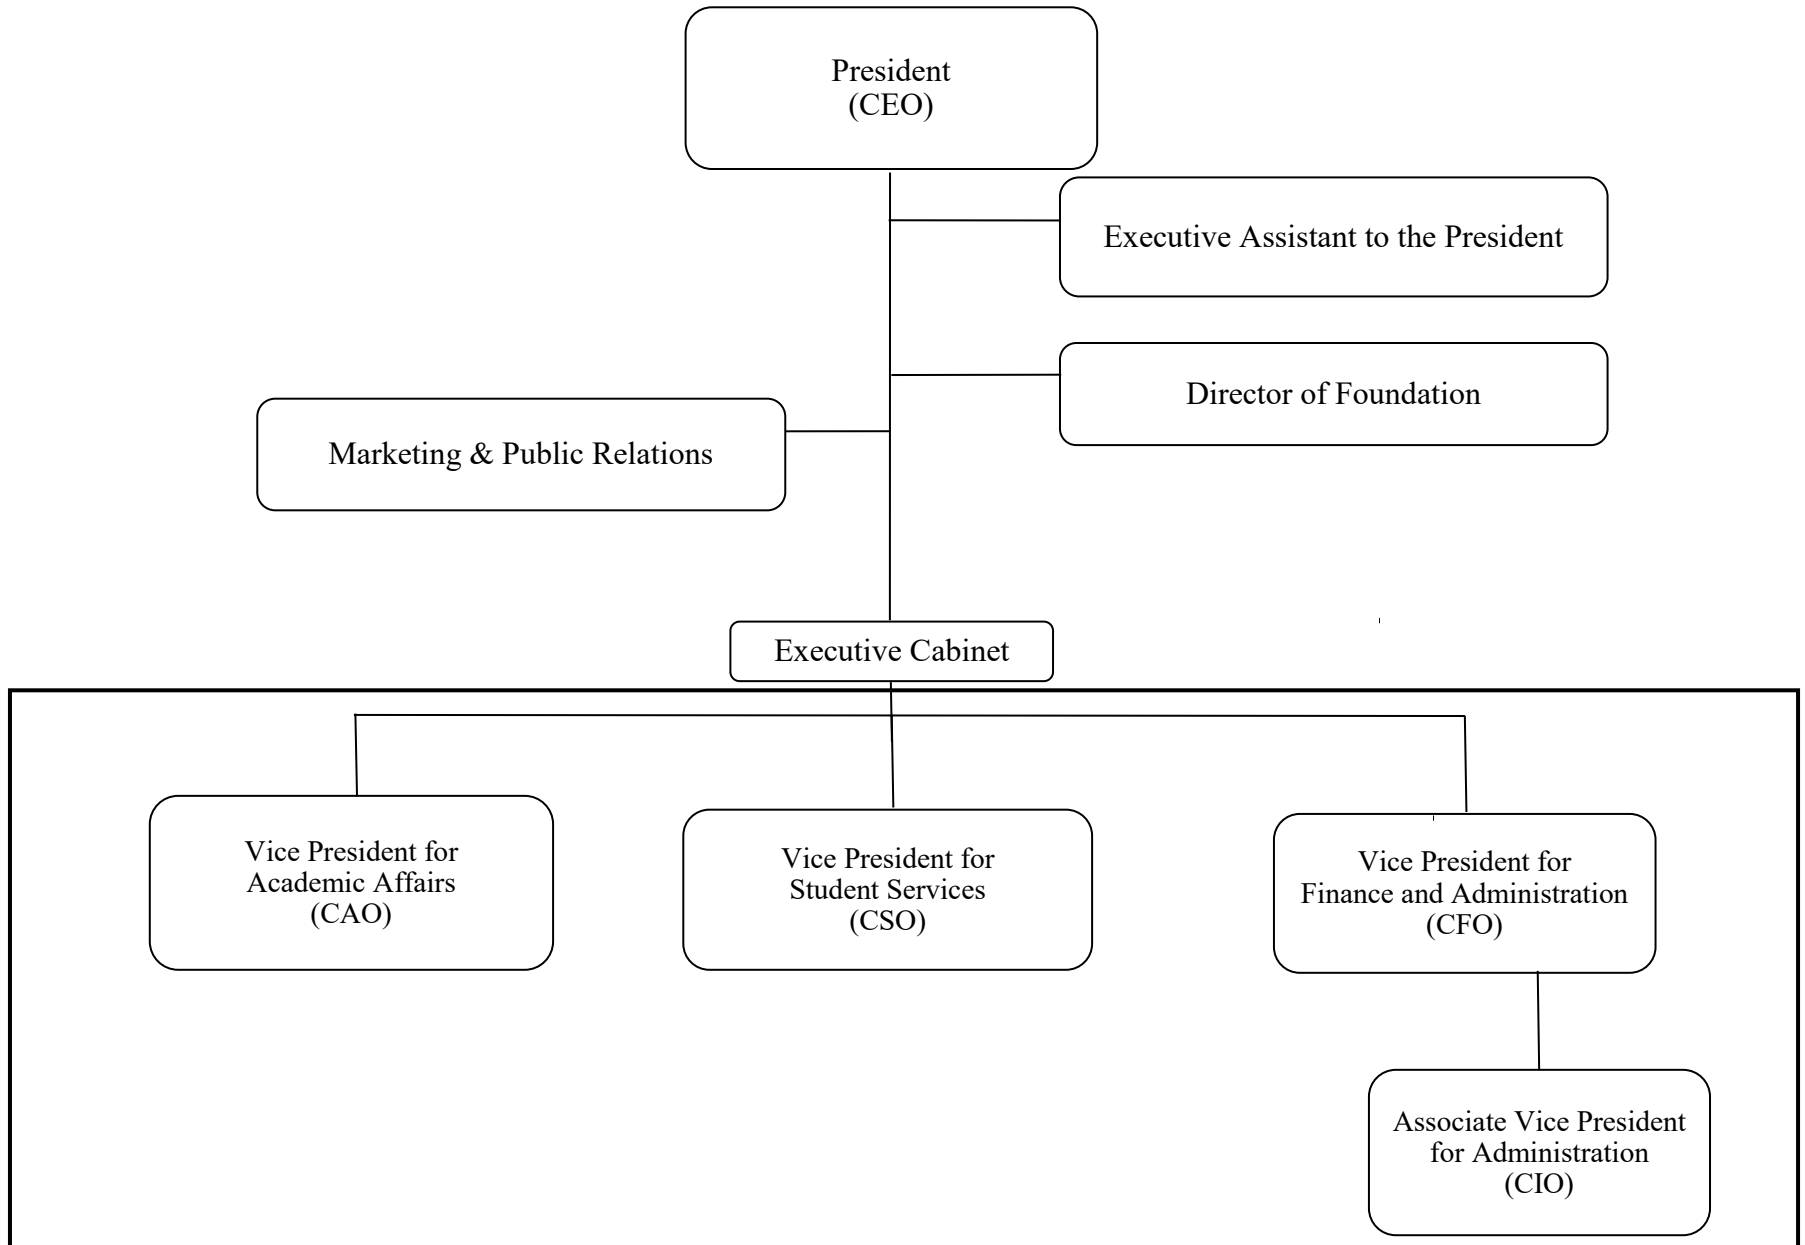 President
(CEO)
Executive Assistant to the President
Director of Foundation
Marketing & Public Relations
Executive Cabinet
Vice President for
Academic Affairs
(CAO)
Vice President for
Student Services
(CSO)
Vice President for
Finance and Administration
(CFO)
Associate Vice President
for Administration
(CIO)